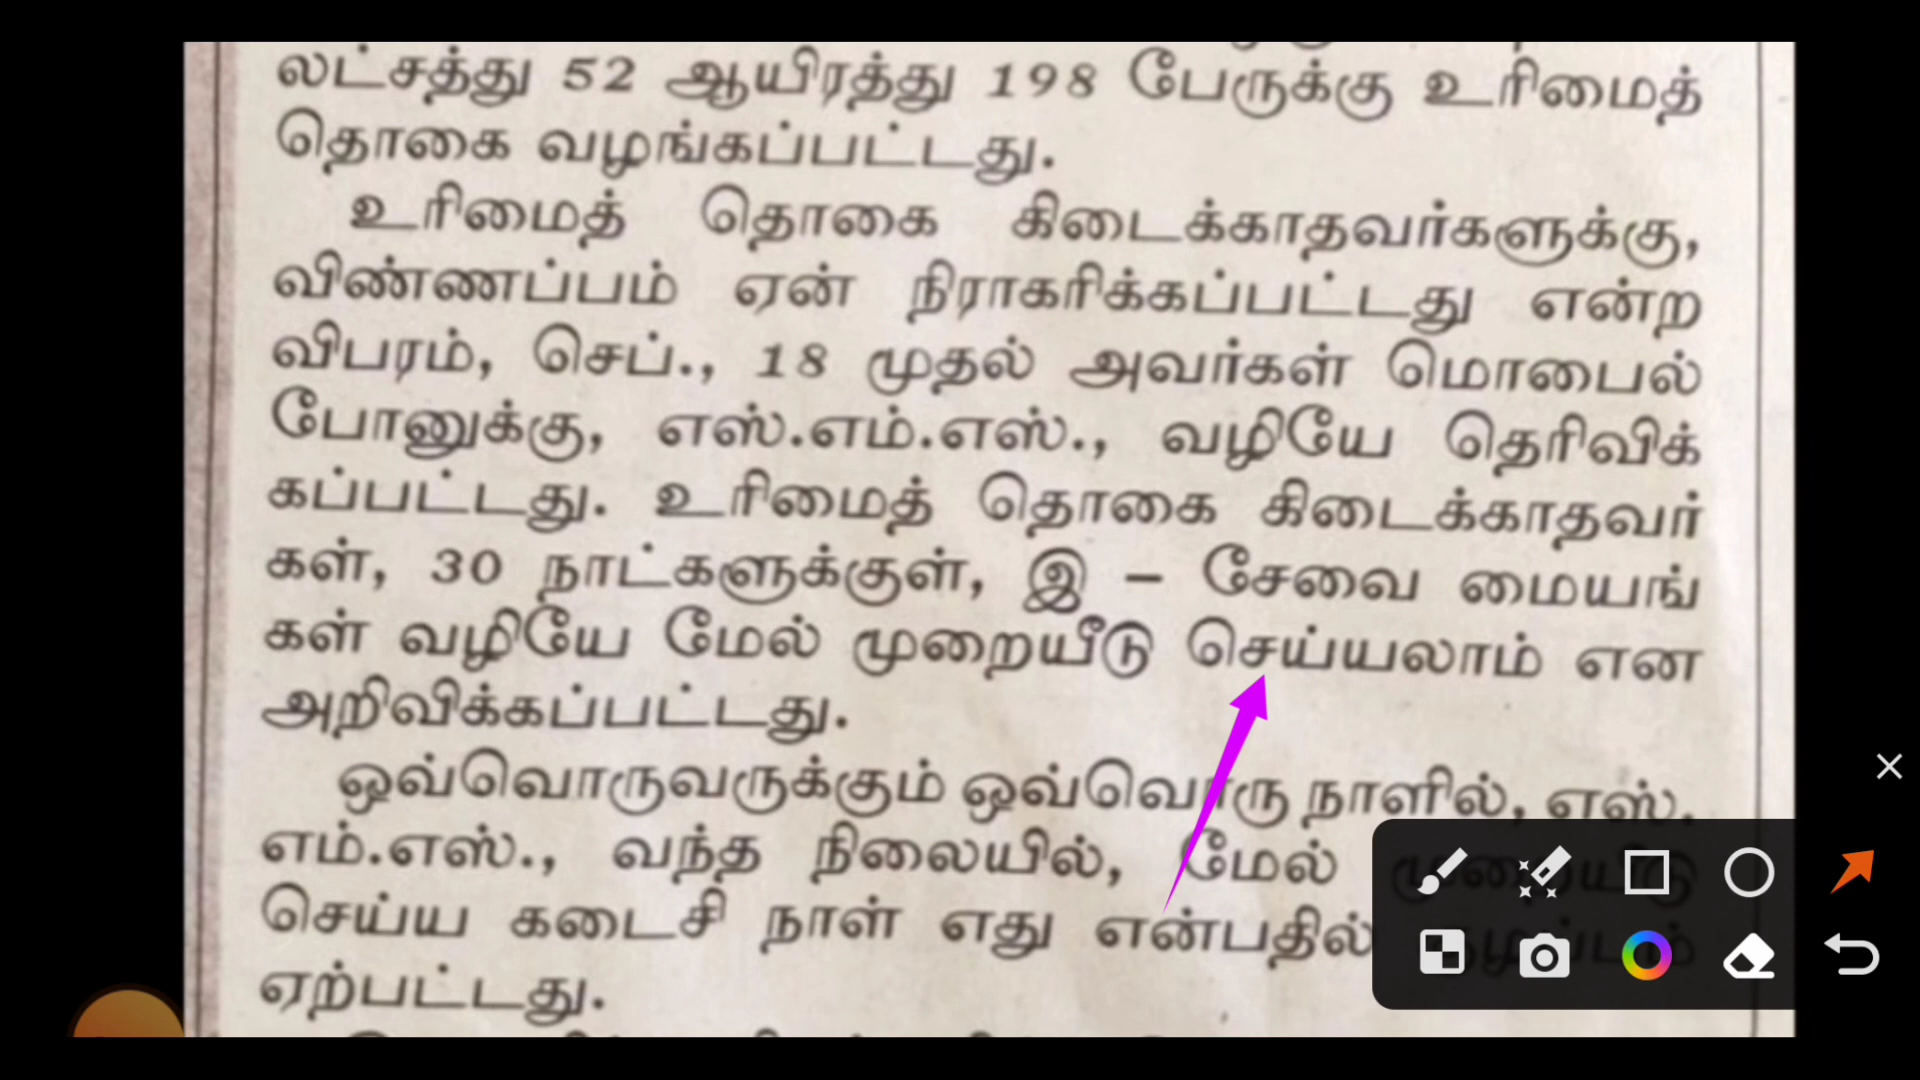 லட்சத்து 52 ஆயிரத்து 198 பேருக்கு உரிமைத்
தொகை வழங்கப்பட்டது.
உரிமைத் தொகை கிடைக்காதவர்களுக்கு,
விண்ணப்பம் ஏன் நிராகரிக்கப்பட்டது என்ற
விபரம், செப்., 18 முதல் அவர்கள் மொபைல்
போனுக்கு, எஸ்.எம்.எஸ்., வழியே தெரிவிக்
கப்பட்டது. உரிமைத் தொகை கிடைக்காதவர்
கள், 30 நாட்களுக்குள், இ – சேவை மையங்
கள் வழியே மேல் முறையீடு செய்யலாம் என
அறிவிக்கப்பட்டது.
ஒவ்வொருவருக்கும் ஒவ்வொரு நாளில், எஸ்.
எம்.எஸ்., வந்த நிலையில், மேல் முறையீடு
செய்ய கடைசி நாள் எது என்பதில் குழப்பம்
ஏற்பட்டது.